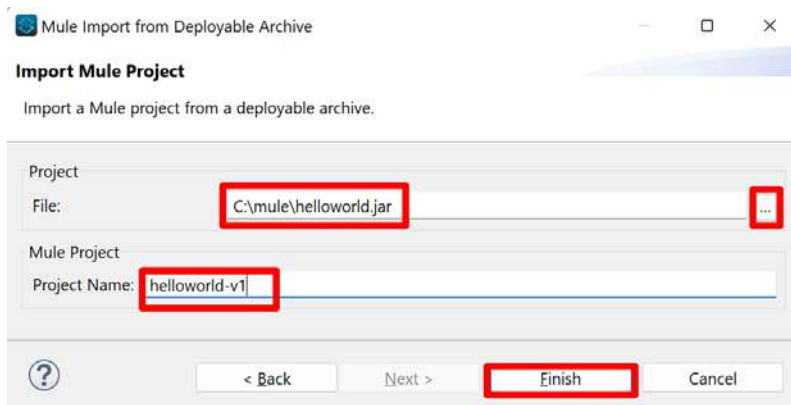 Mule Import from Deployable Archive
Import Mule Project
Import a Mule project from a deployable archive.
Project
File: C:\mule\helloworld.jar ...
Mule Project
Project Name: helloworld-v1
? < Back Next > Finish Cancel